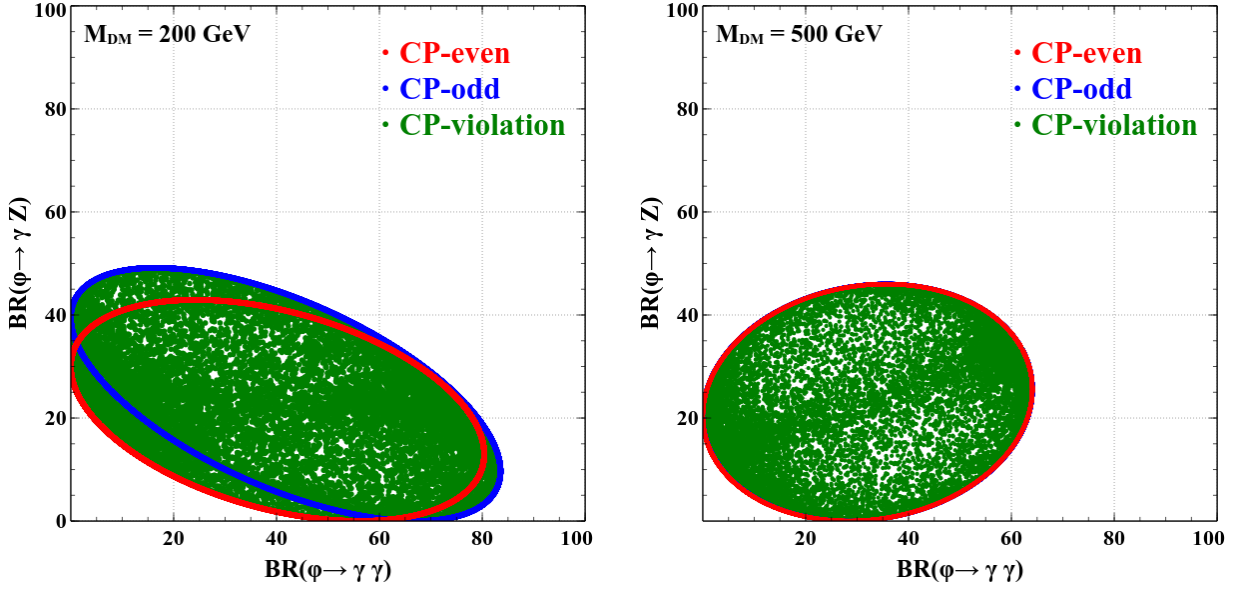 M_DM = 200 GeV
• CP-even
• CP-odd
• CP-violation
100
80
60
40
20
0
20
40
60
80
100
BR(φ→ γ Z)
BR(φ→ γ γ)
M_DM = 500 GeV
• CP-even
• CP-odd
• CP-violation
100
80
60
40
20
0
20
40
60
80
100
BR(φ→ γ Z)
BR(φ→ γ γ)